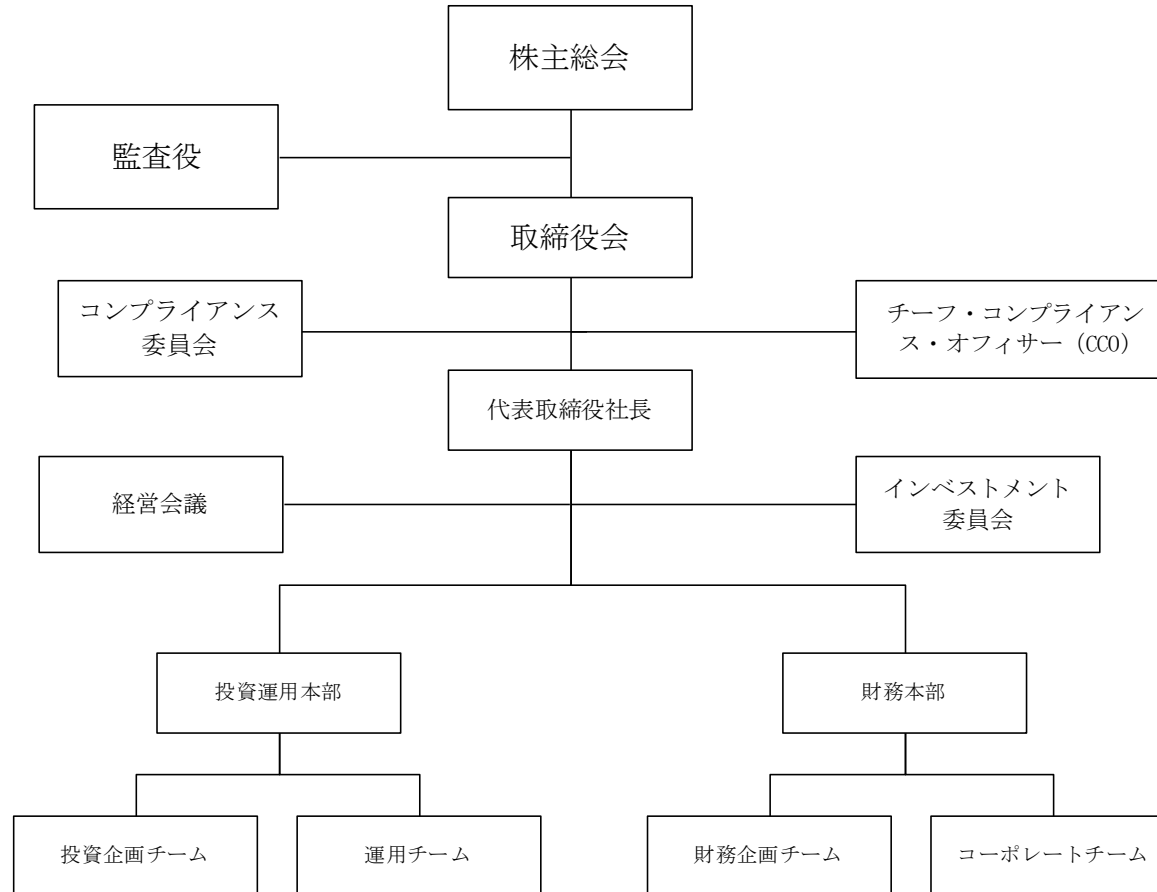 株主総会
監査役
取締役会
コンプライアンス
委員会
チーフ・コンプライアン
ス・オフィサー（CCO）
代表取締役社長
経営会議
インベストメント
委員会
投資運用本部
財務本部
投資企画チーム
運用チーム
財務企画チーム
コーポレートチーム